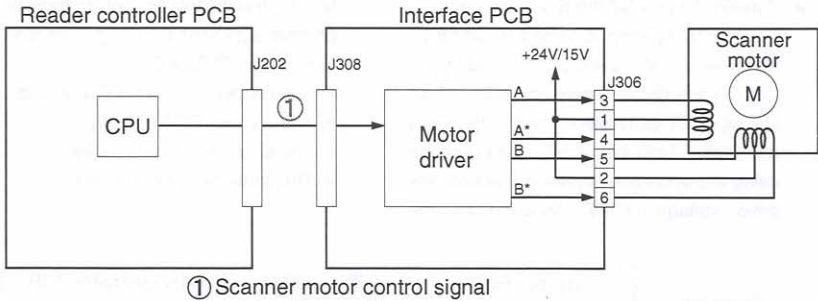 Reader controller PCB
Interface PCB
+24V/15V
Scanner
motor
J202
J308
J306
①
CPU
Motor
driver
M
A
3
1
A*
4
B
5
2
B*
6
① Scanner motor control signal